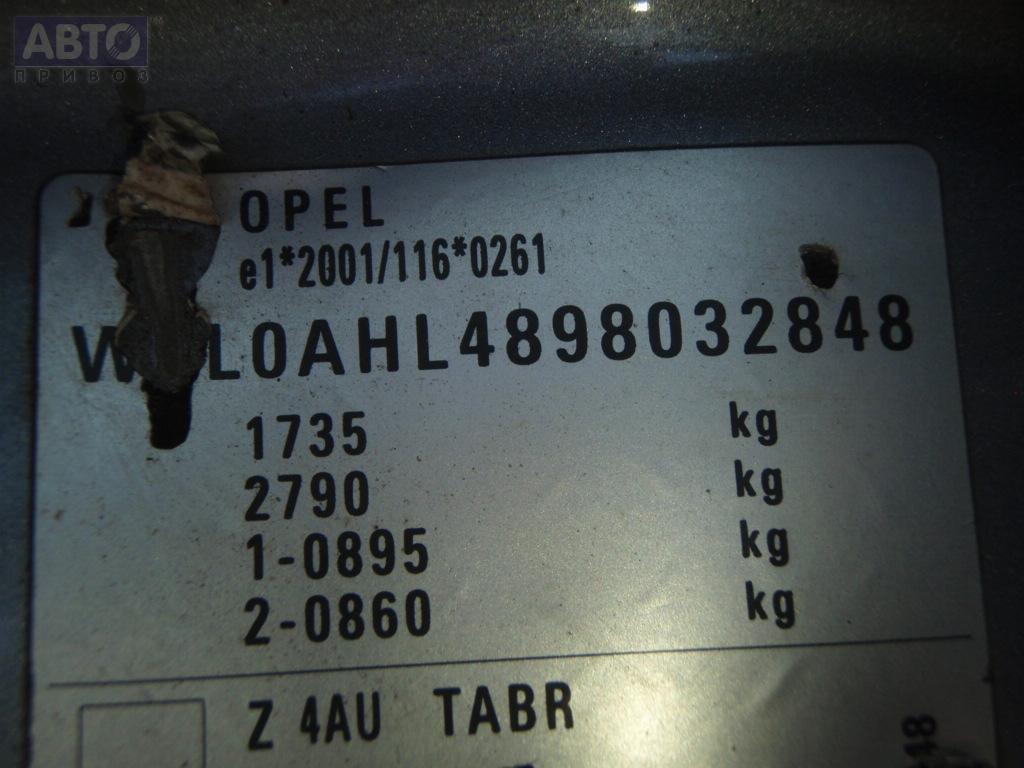 АВТО
ПРИВОЗ
OPEL
e1*2001/116*0261
L0AHL4898032848
1735 kg
2790 kg
1-0895 kg
2-0860 kg
Z 4AU TABR